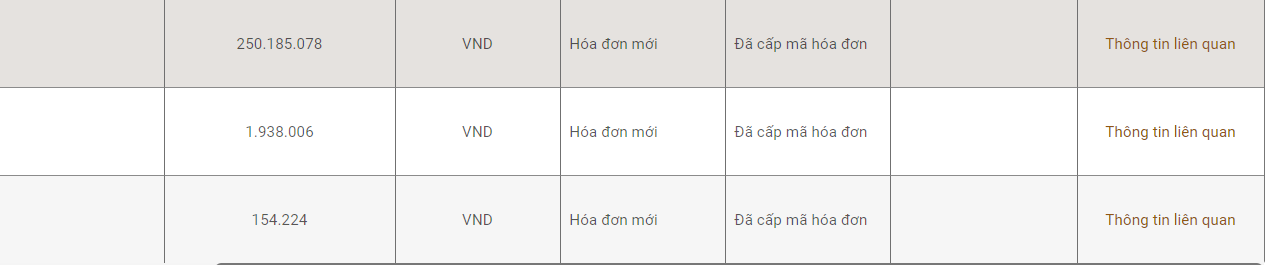 250.185.078 VND Hóa đơn mới Đã cấp mã hóa đơn Thông tin liên quan
1.938.006 VND Hóa đơn mới Đã cấp mã hóa đơn Thông tin liên quan
154.224 VND Hóa đơn mới Đã cấp mã hóa đơn Thông tin liên quan